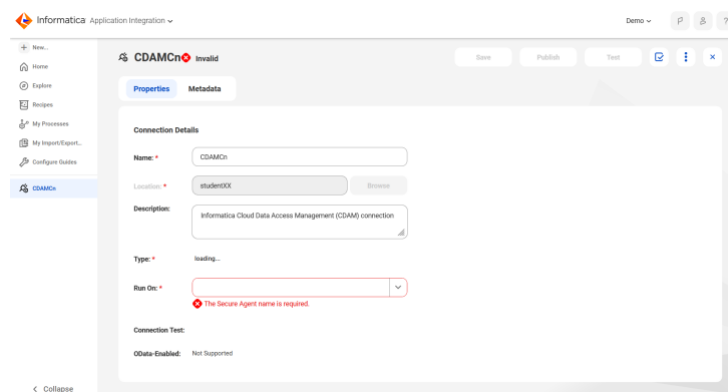 Informatica Application Integration
Demo
New...
Home
Explore
Recipes
My Processes
My Import/Export...
Configure Guides
CDAMCn
Collapse
CDAMCn Invalid
Save
Publish
Test
Properties
Metadata
Connection Details
Name: * CDAMCn
Location: * studentXX Browse
Description: Informatica Cloud Data Access Management (CDAM) connection
Type: * loading...
Run On: *
The Secure Agent name is required.
Connection Test:
OData-Enabled: Not Supported